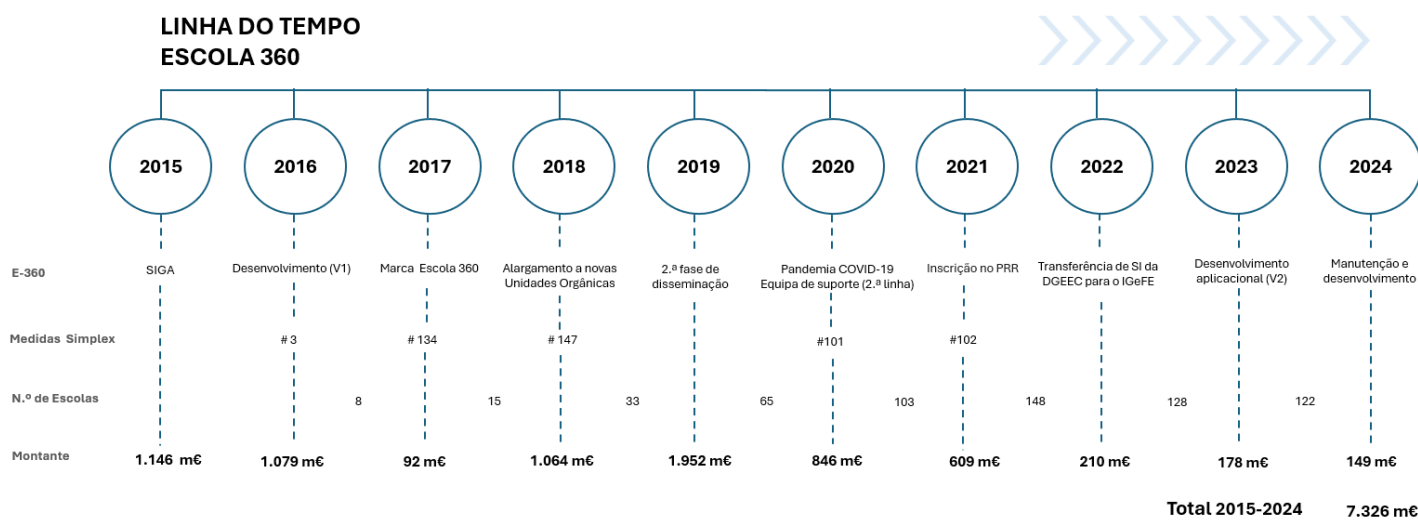 LINHA DO TEMPO
ESCOLA 360
2015 2016 2017 2018 2019 2020 2021 2022 2023 2024
E-360 SIGA Desenvolvimento (V1) Marca Escola 360 Alargamento a novas 2.ª fase de Pandemia COVID-19 Inscrição no PRR Transferência de SI da Desenvolvimento Manutenção e
Unidades Orgânicas disseminação Equipa de suporte (2.ª linha) DGEEC para o IGeFE aplicacional (V2) desenvolvimento
Medidas Simplex # 3 # 134 # 147 #101 #102
N.º de Escolas 8 15 33 65 103 148 128 122
Montante 1.146 m€ 1.079 m€ 92 m€ 1.064 m€ 1.952 m€ 846 m€ 609 m€ 210 m€ 178 m€ 149 m€
Total 2015-2024 7.326 m€